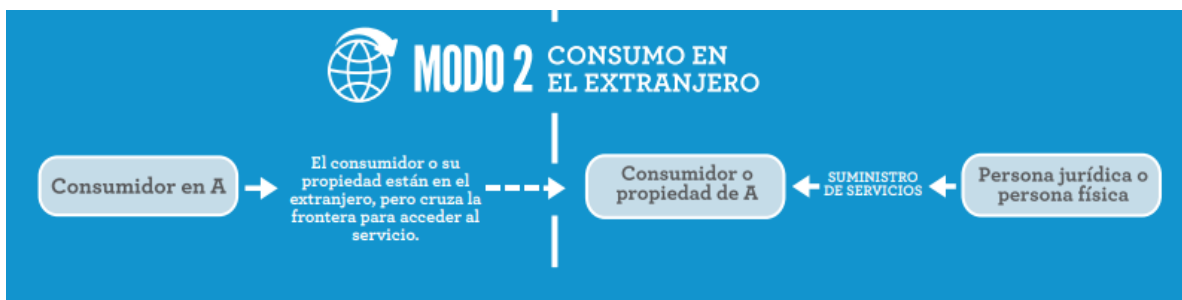 MODO 2 CONSUMO EN
EL EXTRANJERO
Consumidor en A
El consumidor o su
propiedad están en el
extranjero, pero cruza la
frontera para acceder al
servicio.
Consumidor o
propiedad de A
SUMINISTRO
DE SERVICIOS
Persona jurídica o
persona física